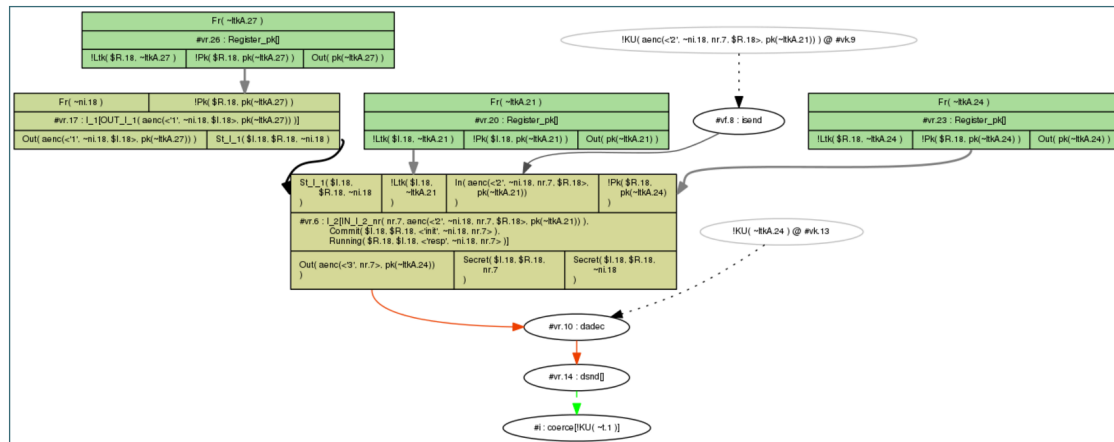 Fr( ~ltkA.27 )
#vr.26 : Register_pk[]
!Ltk( $R.18, ~ltkA.27 ) !Pk( $R.18, pk(~ltkA.27) ) Out( pk(~ltkA.27) )
!KU( aenc(<'2', ~ni.18, nr.7, $R.18>, pk(~ltkA.21)) ) @ #vk.9
Fr( ~ni.18 ) !Pk( $R.18, pk(~ltkA.27) )
#vr.17 : I_1[OUT_I_1( aenc(<'1', ~ni.18, $I.18>, pk(~ltkA.27)) )]
Out( aenc(<'1', ~ni.18, $I.18>, pk(~ltkA.27)) ) St_I_1( $I.18, $R.18, ~ni.18 )
Fr( ~ltkA.21 )
#vr.20 : Register_pk[]
!Ltk( $I.18, ~ltkA.21 ) !Pk( $I.18, pk(~ltkA.21) ) Out( pk(~ltkA.21) )
#vf.8 : isend
Fr( ~ltkA.24 )
#vr.23 : Register_pk[]
!Ltk( $R.18, ~ltkA.24 ) !Pk( $R.18, pk(~ltkA.24) ) Out( pk(~ltkA.24) )
St_I_1( $I.18, !Ltk( $I.18, In( aenc(<'2', ~ni.18, nr.7, $R.18>, !Pk( $R.18,
$R.18, ~ni.18 ~ltkA.21 pk(~ltkA.21)) pk(~ltkA.24)
) ) ) )
#vr.6 : I_2[IN_I_2_nr( nr.7, aenc(<'2', ~ni.18, nr.7, $R.18>, pk(~ltkA.21)) ),
Commit( $I.18, $R.18, <'init', ~ni.18, nr.7> ),
Running( $R.18, $I.18, <'resp', ~ni.18, nr.7> )]
Out( aenc(<'3', nr.7>, pk(~ltkA.24)) Secret( $I.18, $R.18, Secret( $I.18, $R.18,
) nr.7 ~ni.18
) )
!KU( ~ltkA.24 ) @ #vk.13
#vr.10 : dadec
#vr.14 : dsnd[]
#i : coerce[!KU( ~t.1 )]